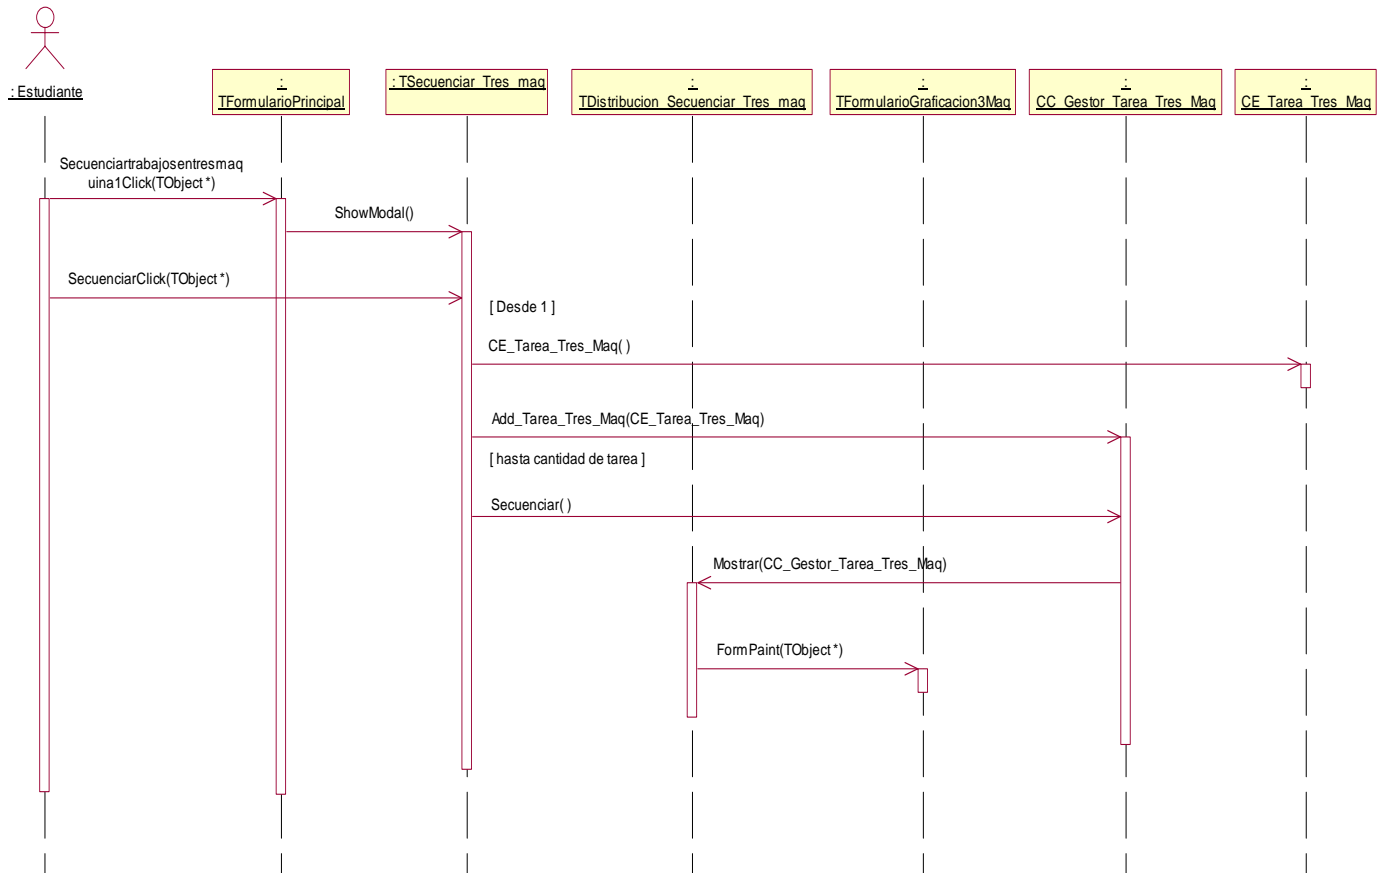 : Estudiante
:
TFormularioPrincipal
: TSecuenciar_Tres_maq
:
TDistribucion_Secuenciar_Tres_maq
:
TFormularioGraficacion3Maq
:
CC_Gestor_Tarea_Tres_Maq
:
CE_Tarea_Tres_Maq
Secuenciartrabajosentresmaq
uina1Click(TObject *)
ShowModal()
SecuenciarClick(TObject *)
[ Desde 1 ]
CE_Tarea_Tres_Maq( )
Add_Tarea_Tres_Maq(CE_Tarea_Tres_Maq)
[ hasta cantidad de tarea ]
Secuenciar( )
Mostrar(CC_Gestor_Tarea_Tres_Maq)
FormPaint(TObject *)